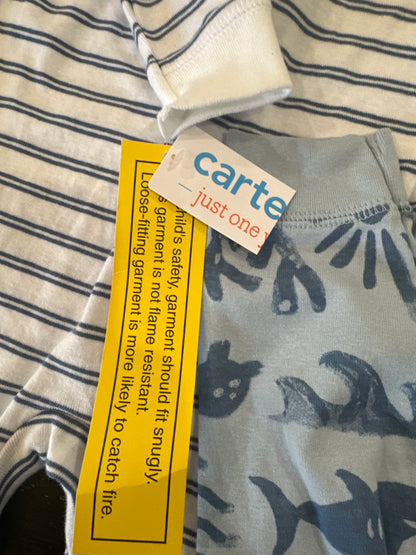 carte
just one
child's safety, garment should fit snugly.
garment is not flame resistant.
Loose-fitting garment is more likely to catch fire.